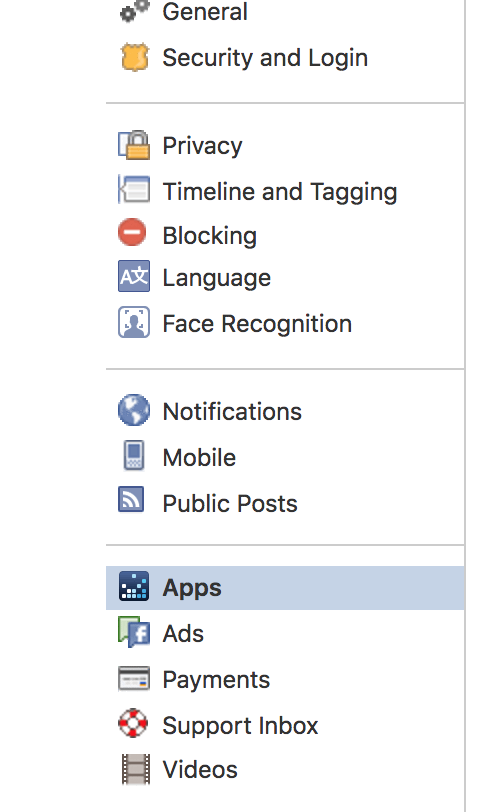 General
Security and Login
Privacy
Timeline and Tagging
Blocking
Language
Face Recognition
Notifications
Mobile
Public Posts
Apps
Ads
Payments
Support Inbox
Videos